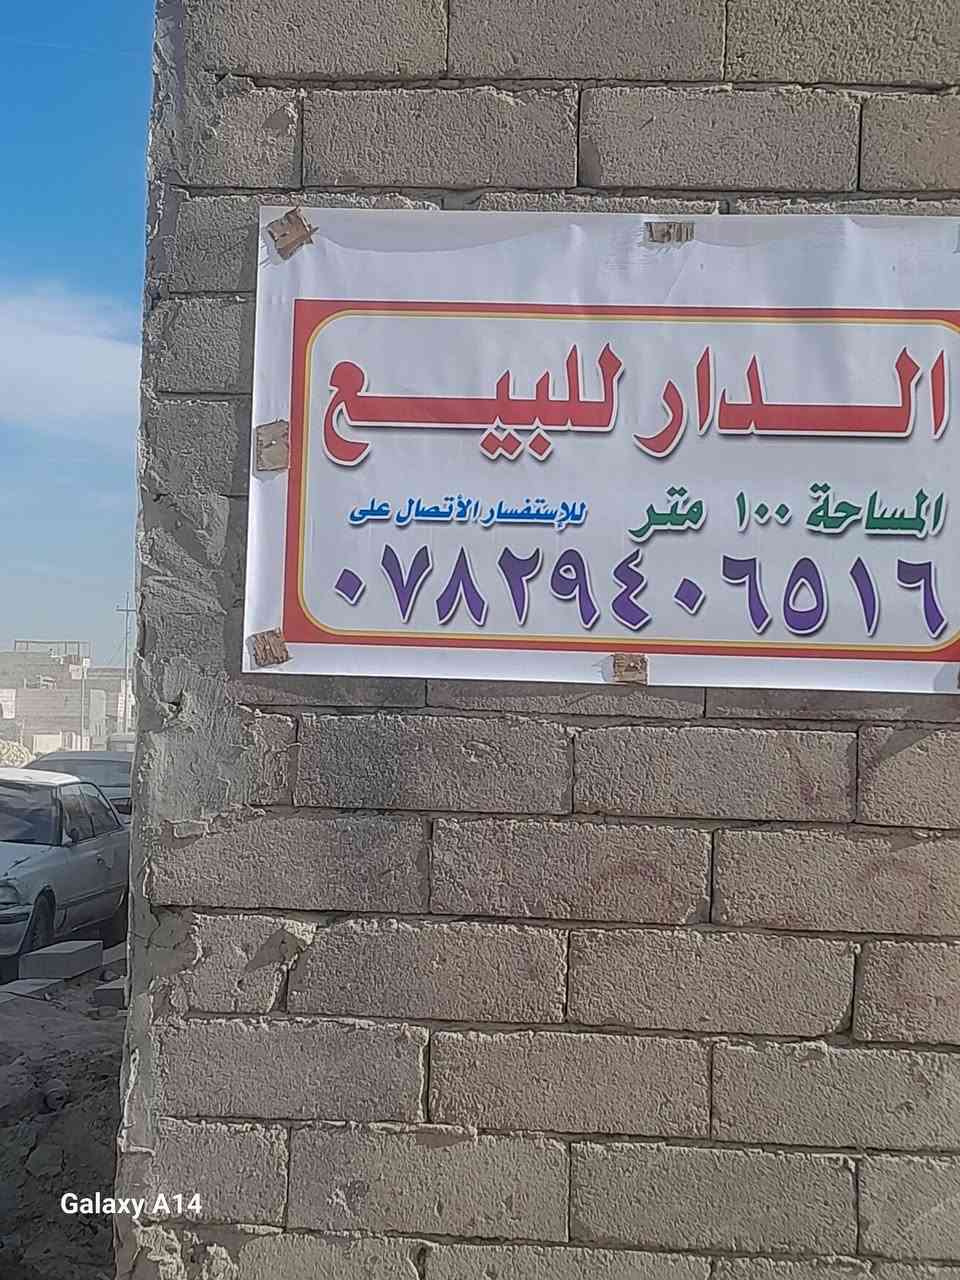 الدار للبيع
المساحة ١٠٠ متر للإستفسار الأتصال على
٠٧٨٢٩٤٠٦٥١٦
Galaxy A14